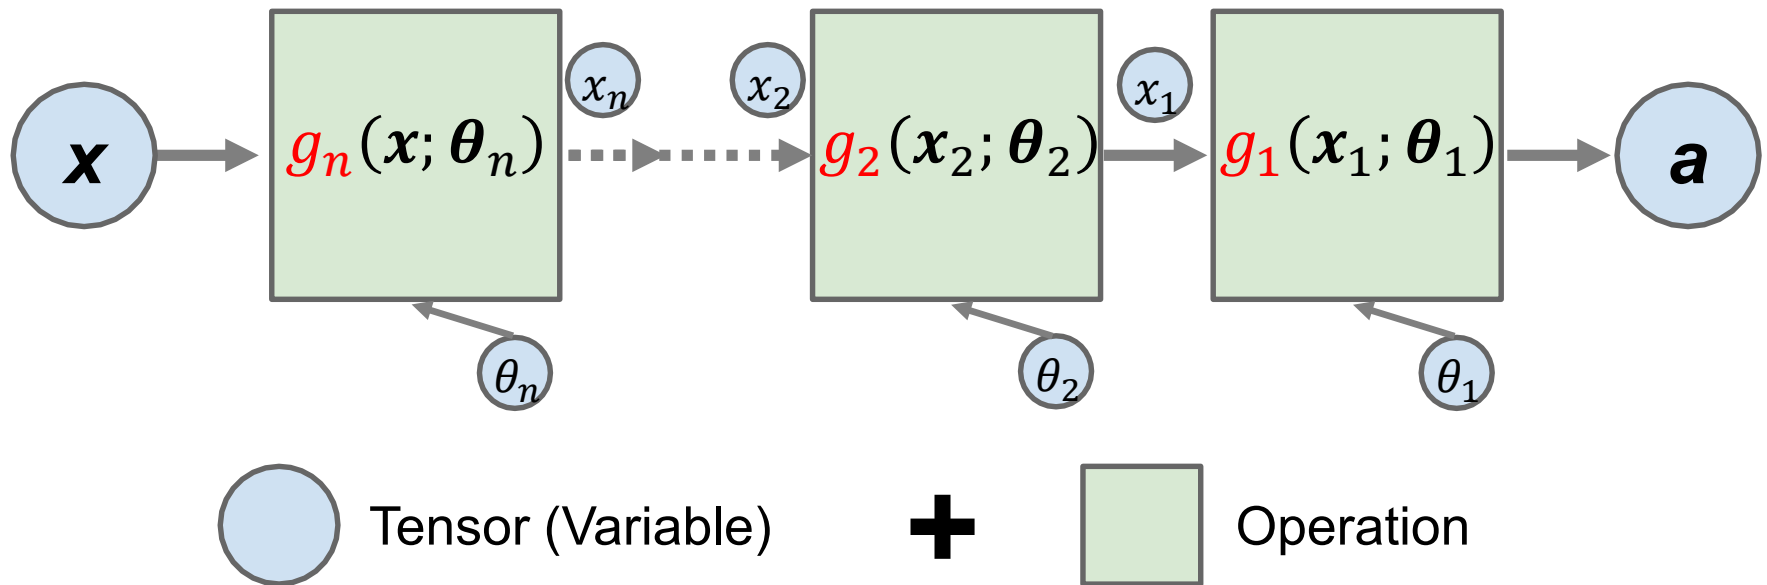 xₙ x₂ x₁
x gₙ(x; θₙ) g₂(x₂; θ₂) g₁(x₁; θ₁) a
θₙ θ₂ θ₁
Tensor (Variable) + Operation